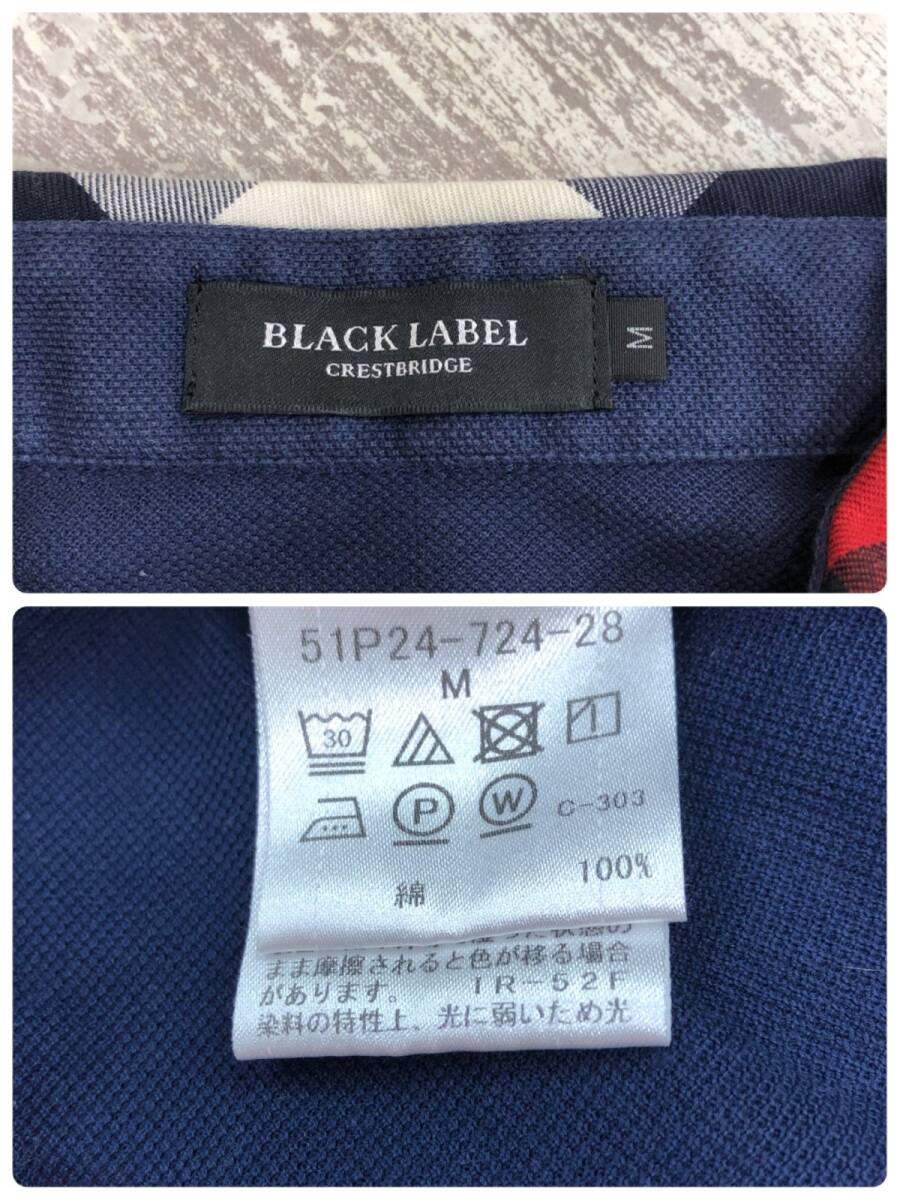 BLACK LABEL
CRESTBRIDGE
M
51P24-724-28
M
30
P
W
C-303
綿 100%
まま摩擦されると色が移る場合
があります。 IR-52F
染料の特性上、光に弱いため光